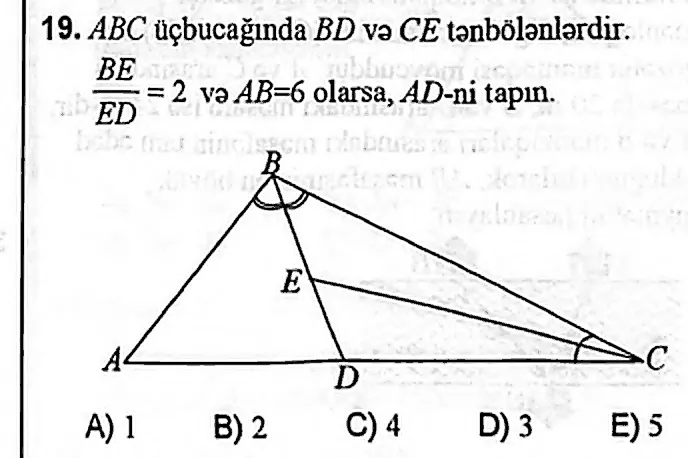 19. ABC üçbucağında BD və CE tənbölənlərdir.
BE
ED
= 2 və AB=6 olarsa, AD-ni tapın.
B
E
A
D
C
A) 1 B) 2 C) 4 D) 3 E) 5